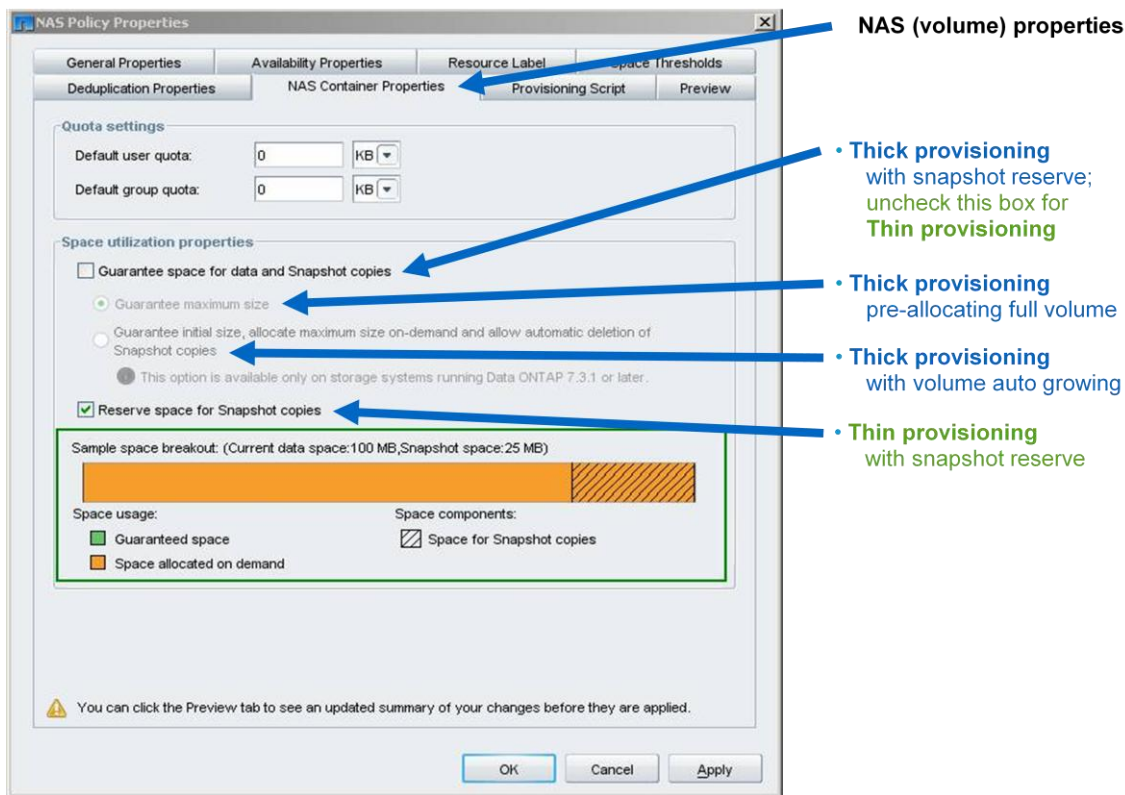 NAS Policy Properties
NAS (volume) properties
General Properties
Availability Properties
Resource Label
Space Thresholds
Deduplication Properties
NAS Container Properties
Provisioning Script
Preview
Quota settings
Default user quota:
0
KB
Default group quota:
0
KB
• Thick provisioning
with snapshot reserve;
uncheck this box for
Thin provisioning
Space utilization properties
Guarantee space for data and Snapshot copies
Guarantee maximum size
• Thick provisioning
pre-allocating full volume
Guarantee initial size, allocate maximum size on-demand and allow automatic deletion of
Snapshot copies
• Thick provisioning
with volume auto growing
This option is available only on storage systems running Data ONTAP 7.3.1 or later.
Reserve space for Snapshot copies
• Thin provisioning
with snapshot reserve
Sample space breakout: (Current data space:100 MB,Snapshot space:25 MB)
Space usage:
Space components:
Guaranteed space
Space for Snapshot copies
Space allocated on demand
You can click the Preview tab to see an updated summary of your changes before they are applied.
OK
Cancel
Apply